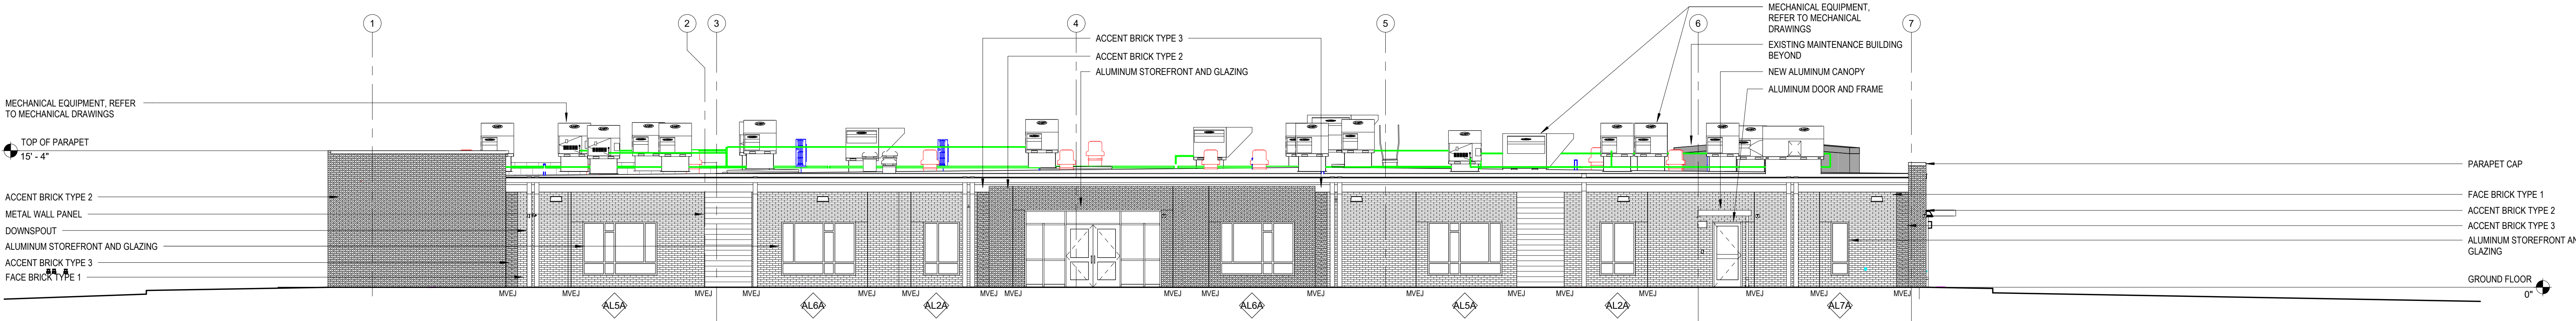 1
2
3
4
5
6
7
MECHANICAL EQUIPMENT,
REFER TO MECHANICAL
DRAWINGS
EXISTING MAINTENANCE BUILDING
BEYOND
NEW ALUMINUM CANOPY
ALUMINUM DOOR AND FRAME
ACCENT BRICK TYPE 3
ACCENT BRICK TYPE 2
ALUMINUM STOREFRONT AND GLAZING
MECHANICAL EQUIPMENT, REFER
TO MECHANICAL DRAWINGS
TOP OF PARAPET
15' - 4"
ACCENT BRICK TYPE 2
METAL WALL PANEL
DOWNSPOUT
ALUMINUM STOREFRONT AND GLAZING
ACCENT BRICK TYPE 3
FACE BRICK TYPE 1
PARAPET CAP
FACE BRICK TYPE 1
ACCENT BRICK TYPE 2
ACCENT BRICK TYPE 3
ALUMINUM STOREFRONT AN
GLAZING
GROUND FLOOR
0"
MVEJ MVEJ MVEJ MVEJ MVEJ MVEJ MVEJ MVEJ MVEJ MVEJ MVEJ MVEJ MVEJ MVEJ MVEJ MVEJ MVEJ MVEJ
AL5A AL6A AL2A AL6A AL5A AL2A AL7A